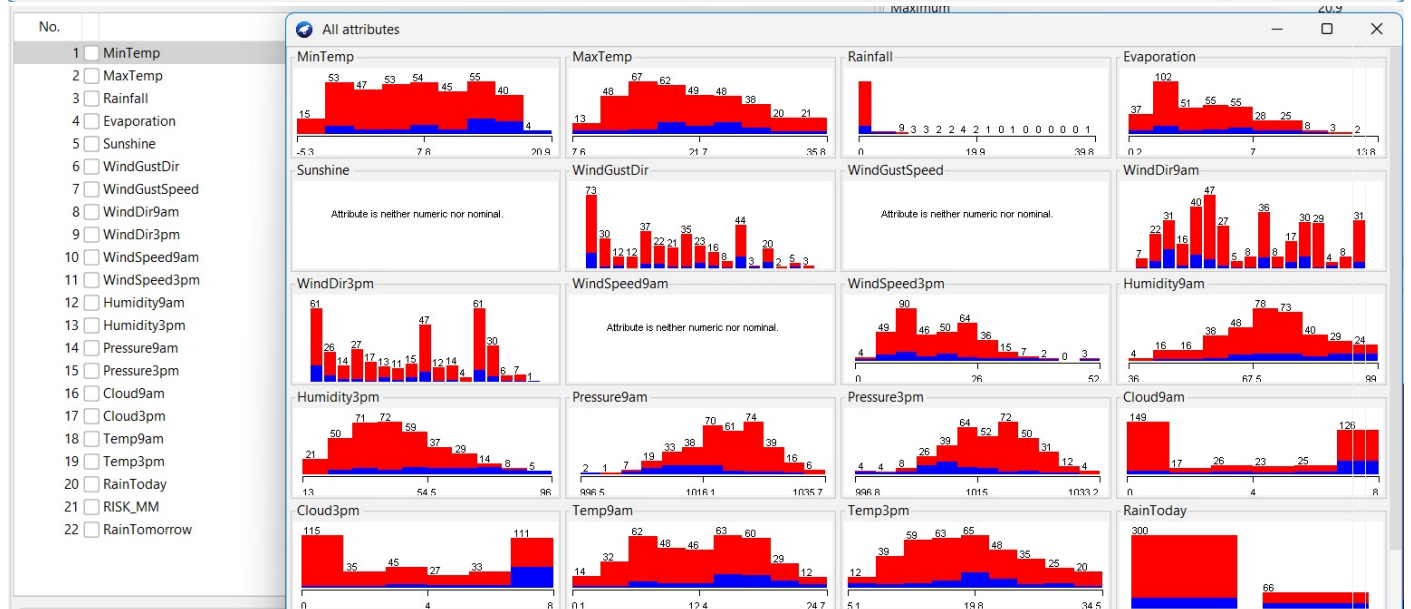 Maximum 20.9
No.
All attributes
1 MinTemp
2 MaxTemp
3 Rainfall
4 Evaporation
5 Sunshine
6 WindGustDir
7 WindGustSpeed
8 WindDir9am
9 WindDir3pm
10 WindSpeed9am
11 WindSpeed3pm
12 Humidity9am
13 Humidity3pm
14 Pressure9am
15 Pressure3pm
16 Cloud9am
17 Cloud3pm
18 Temp9am
19 Temp3pm
20 RainToday
21 RISK_MM
22 RainTomorrow
MinTemp
15 53 47 53 54 45 55 40 4
-5.3 7.8 20.9
MaxTemp
13 48 67 62 49 48 38 20 21
7.6 21.7 35.8
Rainfall
9 3 3 2 2 4 2 1 0 1 0 0 0 0 0 1
0 19.9 39.8
Evaporation
37 102 51 55 55 28 25 8 3 2
0.2 7 13.8
Sunshine
Attribute is neither numeric nor nominal.
WindGustDir
73 30 12 12 37 22 21 35 23 16 8 44 3 20 2 5 3
WindGustSpeed
Attribute is neither numeric nor nominal.
WindDir9am
7 22 31 16 40 47 27 5 8 36 8 17 30 29 4 8 31
WindDir3pm
61 26 14 27 17 13 11 15 47 12 14 4 61 30 6 7 1
WindSpeed9am
Attribute is neither numeric nor nominal.
WindSpeed3pm
4 49 90 46 50 64 36 15 7 2 0 3
0 26 52
Humidity9am
4 16 16 38 48 78 73 40 29 24
36 67.5 99
Humidity3pm
21 50 71 72 59 37 29 14 8 5
13 54.5 96
Pressure9am
2 1 7 19 33 38 70 61 74 39 16 6
996.5 1016.1 1035.7
Pressure3pm
4 4 8 26 39 64 52 72 50 31 12 4
996.8 1015 1033.2
Cloud9am
149 17 26 23 25 126
0 4 8
Cloud3pm
115 35 45 27 33 111
0 4 8
Temp9am
14 32 62 48 46 63 60 29 12
0.1 12.4 24.7
Temp3pm
12 39 59 63 65 48 35 25 20
5.1 19.8 34.5
RainToday
300 66